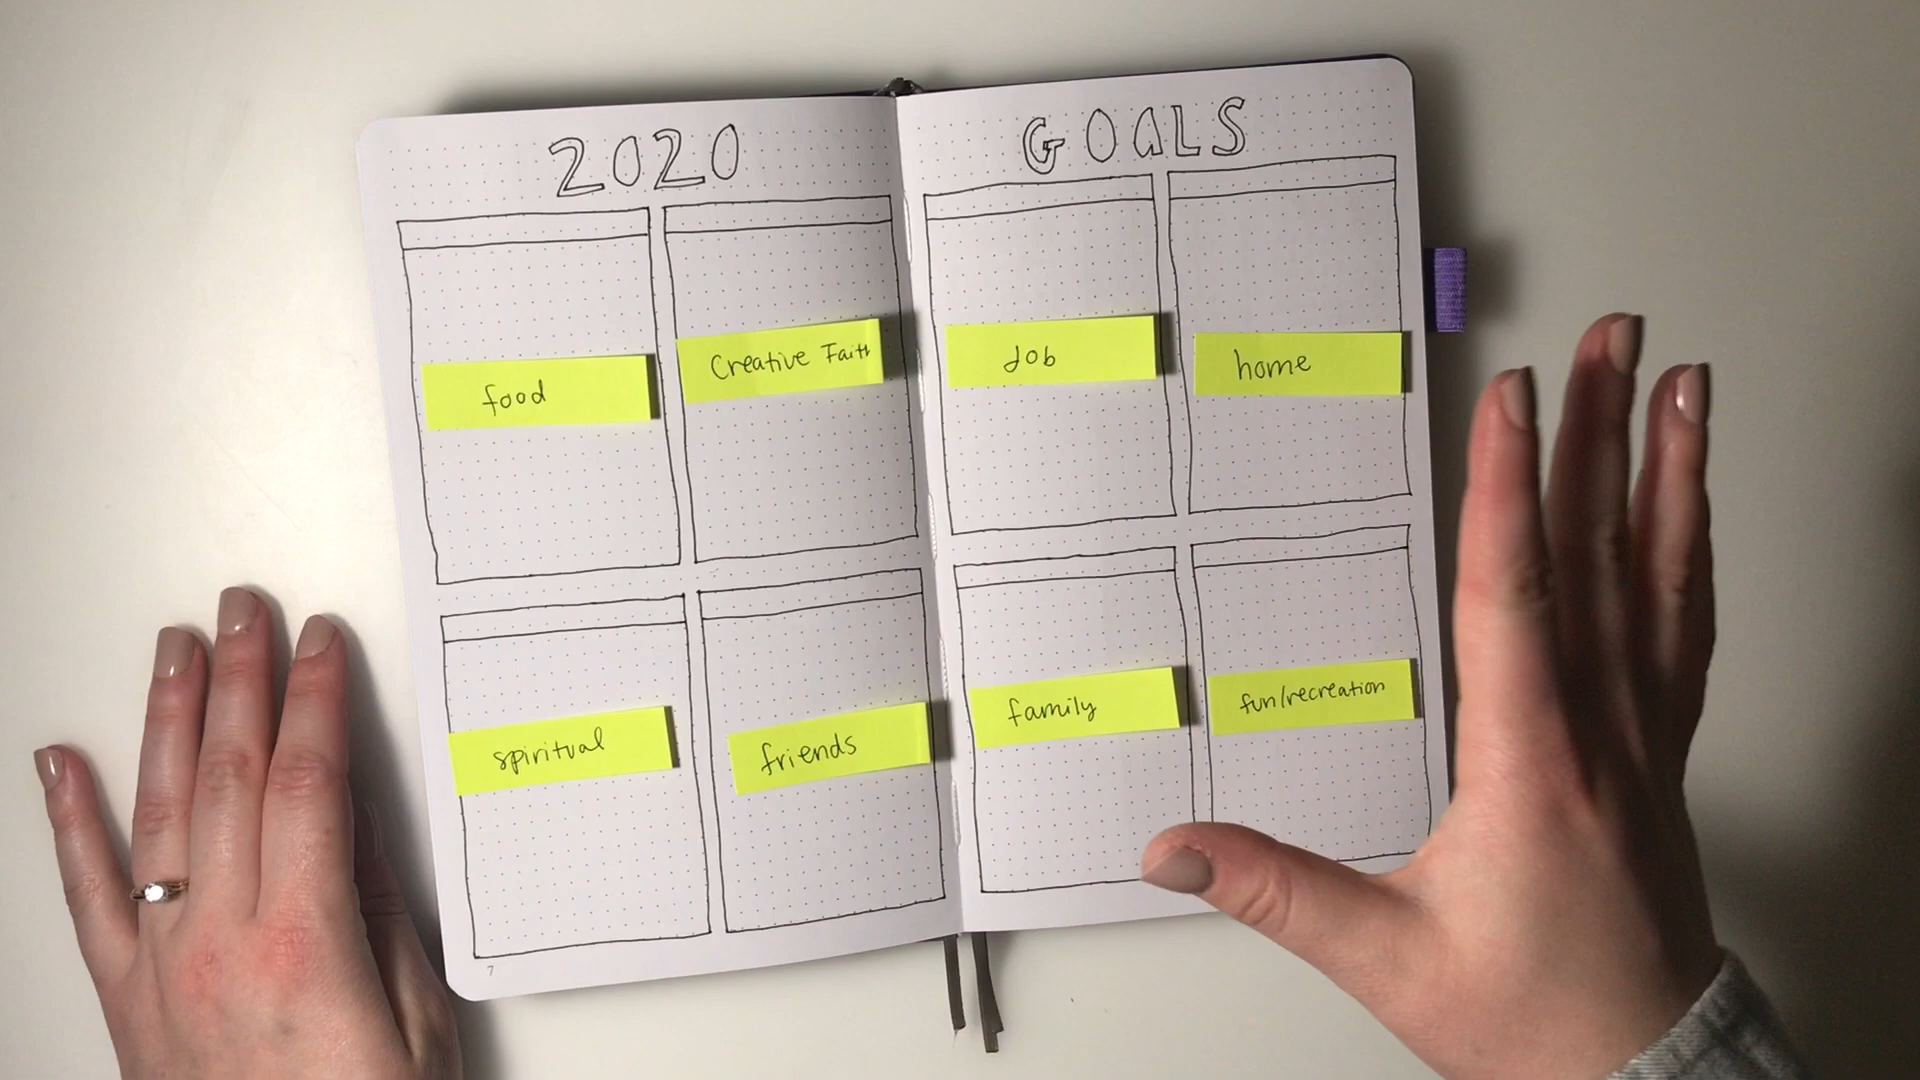 2020
GOALS
food
Creative Faith
Job
home
spiritual
friends
family
fun/recreation
7